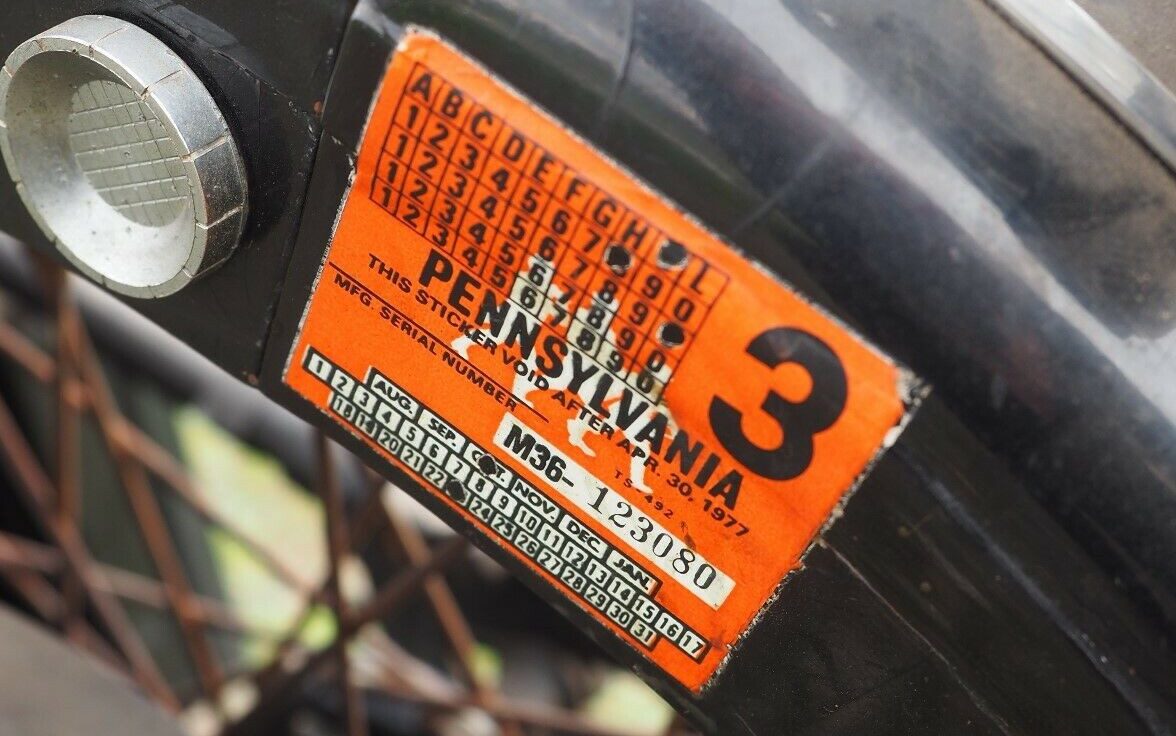 A B C D E F G H L
1 2 3 4 5 6 7 9 0
1 2 3 4 5 6 7 8 9
1 2 3 4 5 6 7 8 9 0
1 2 3 4 5 6 7 8 9 0
3
PENNSYLVANIA
THIS STICKER VOID AFTER APR. 30, 1977
MFG. SERIAL NUMBER
TS-492
M36- 123080
AUG. SEP. OCT. NOV. DEC. JAN.
1 2 3 4 5 6 7 8 9 10 11 12 13 14 15 16 17
18 19 20 21 22 24 25 26 27 28 29 30 31